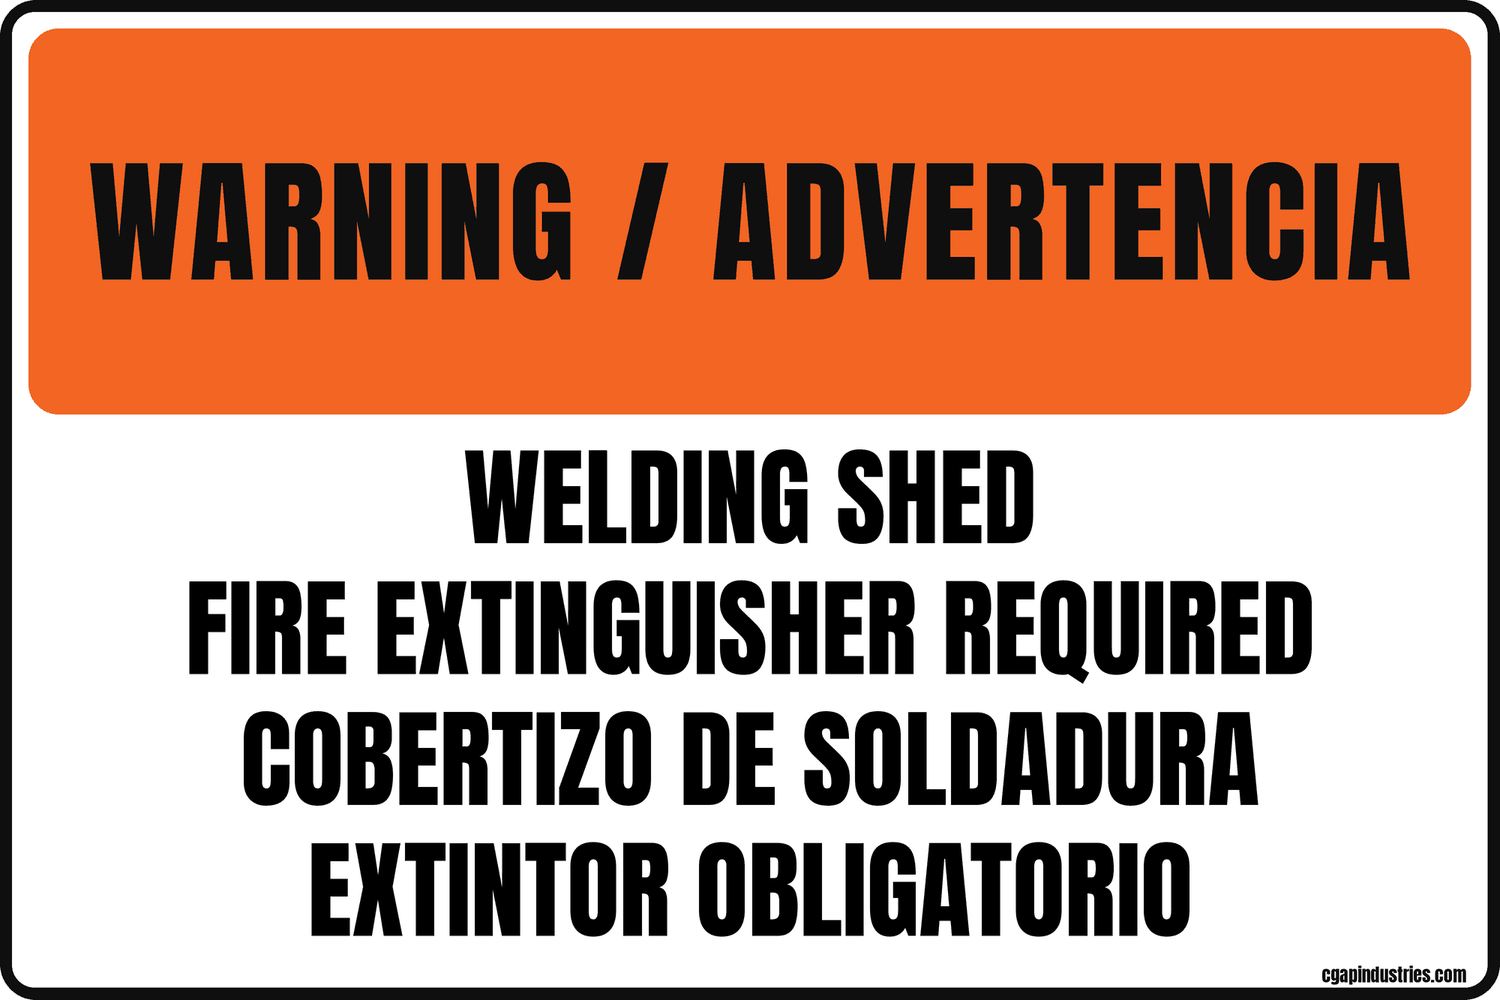 WARNING / ADVERTENCIA
WELDING SHED
FIRE EXTINGUISHER REQUIRED
COBERTIZO DE SOLDADURA
EXTINTOR OBLIGATORIO
cgapindustries.com